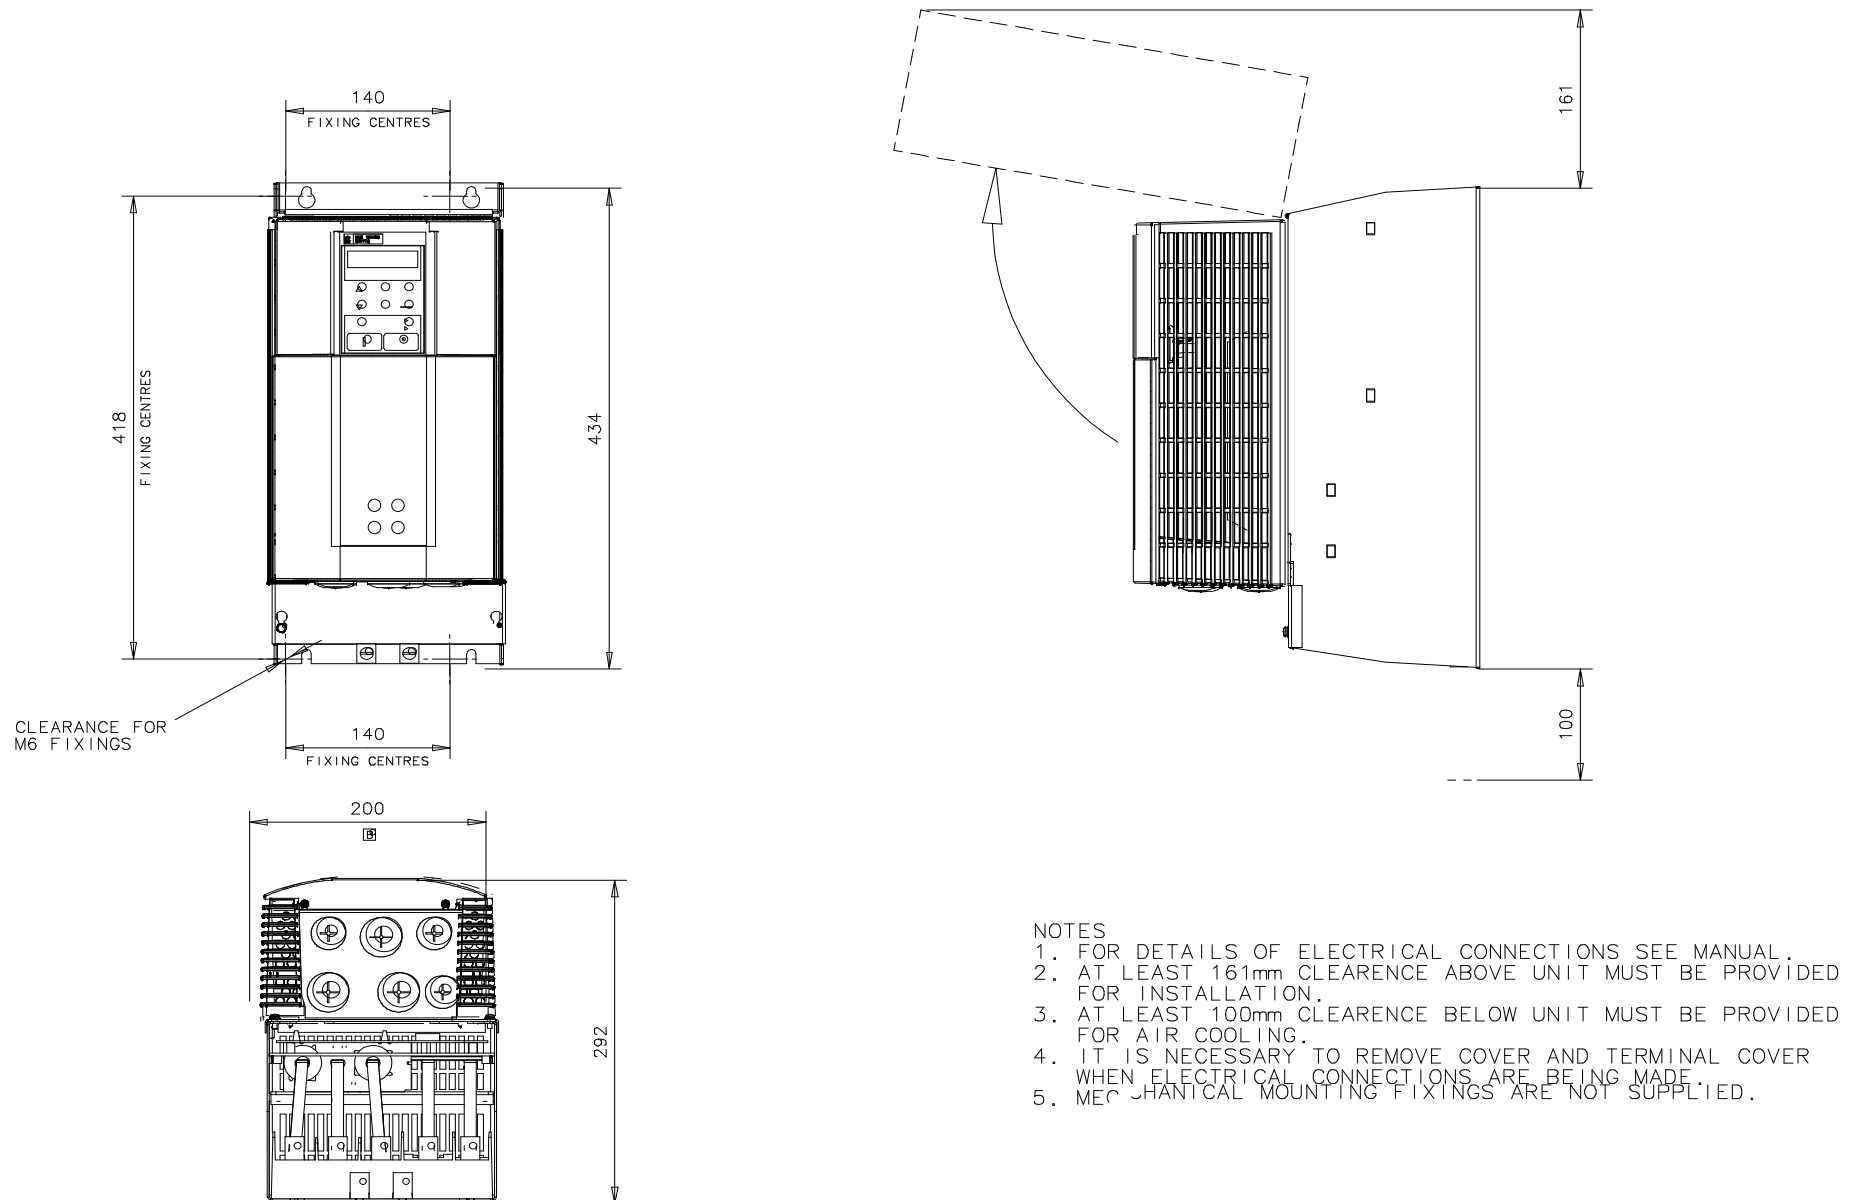 140
FIXING CENTRES
161
418
FIXING CENTRES
434
CLEARANCE FOR
M6 FIXINGS
140
FIXING CENTRES
100
200
B
292
NOTES
1. FOR DETAILS OF ELECTRICAL CONNECTIONS SEE MANUAL.
2. AT LEAST 161mm CLEARENCE ABOVE UNIT MUST BE PROVIDED
FOR INSTALLATION.
3. AT LEAST 100mm CLEARENCE BELOW UNIT MUST BE PROVIDED
FOR AIR COOLING.
4. IT IS NECESSARY TO REMOVE COVER AND TERMINAL COVER
WHEN ELECTRICAL CONNECTIONS ARE BEING MADE.
5. MECHANICAL MOUNTING FIXINGS ARE NOT SUPPLIED.